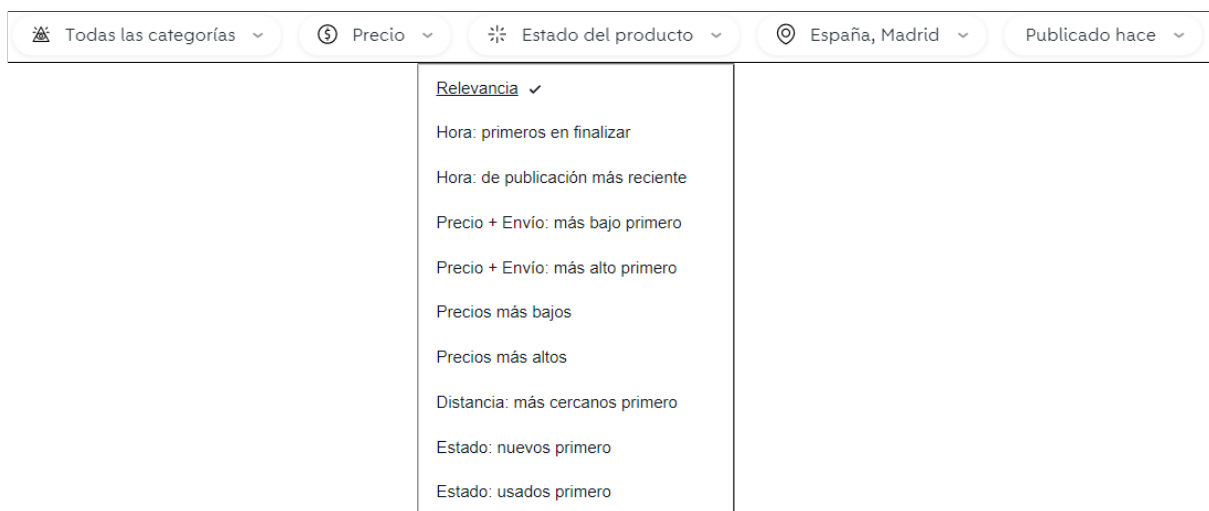 Todas las categorías Precio Estado del producto España, Madrid Publicado hace
Relevancia
Hora: primeros en finalizar
Hora: de publicación más reciente
Precio + Envío: más bajo primero
Precio + Envío: más alto primero
Precios más bajos
Precios más altos
Distancia: más cercanos primero
Estado: nuevos primero
Estado: usados primero